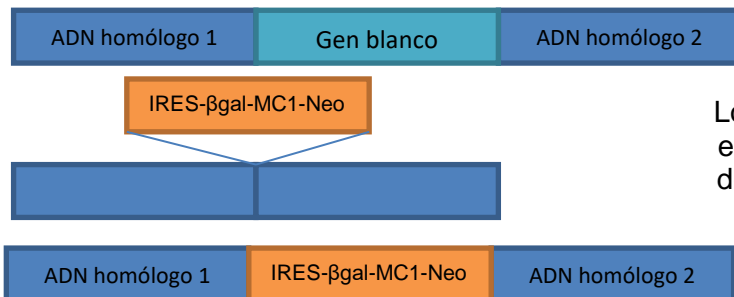 ADN homólogo 1 Gen blanco ADN homólogo 2
IRES-βgal-MC1-Neo
ADN homólogo 1 IRES-βgal-MC1-Neo ADN homólogo 2